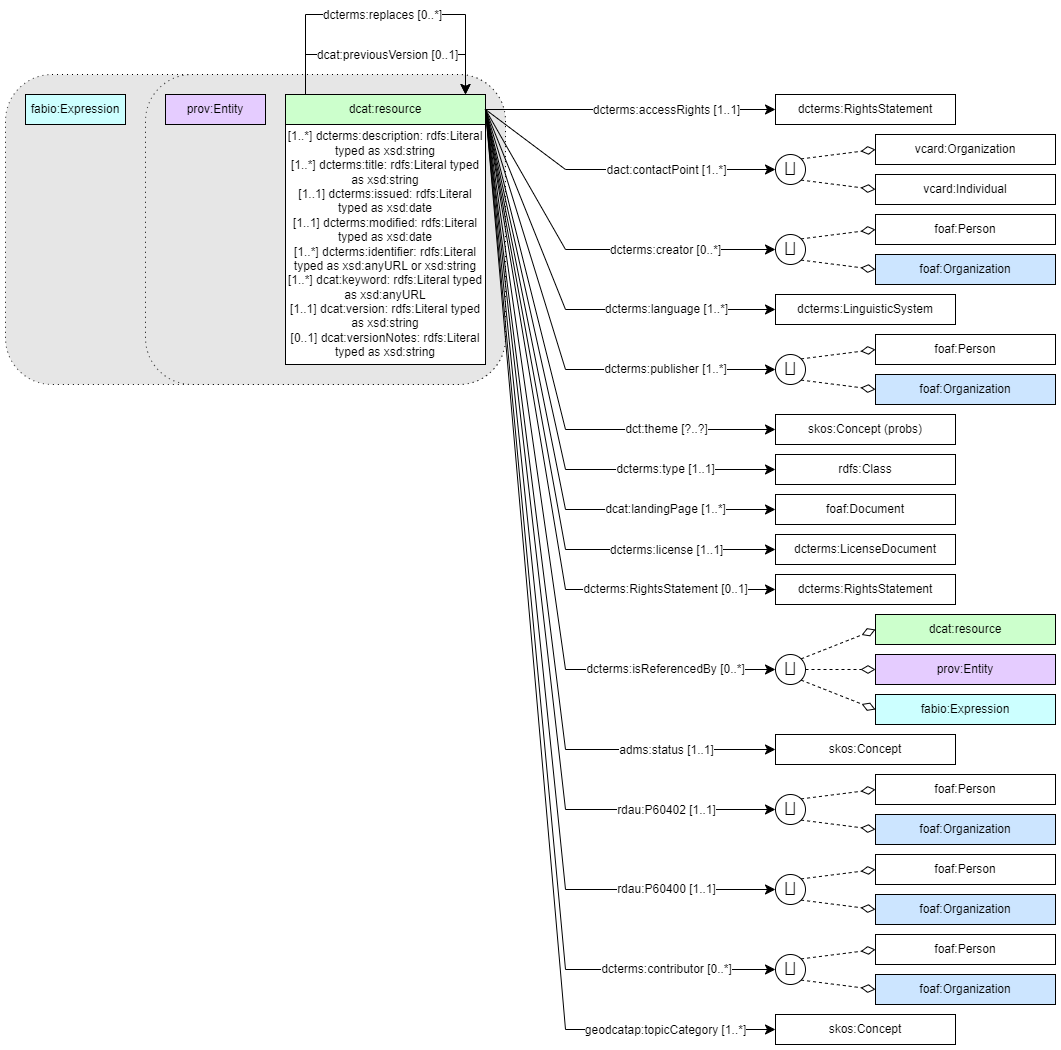 dcterms:replaces [0..*]
dcat:previousVersion [0..1]
fabio:Expression
prov:Entity
dcat:resource
[1..*] dcterms:description: rdfs:Literal
typed as xsd:string
[1..*] dcterms:title: rdfs:Literal typed
as xsd:string
[1..1] dcterms:issued: rdfs:Literal
typed as xsd:date
[1..1] dcterms:modified: rdfs:Literal
typed as xsd:date
[1..*] dcterms:identifier: rdfs:Literal
typed as xsd:anyURL or xsd:string
[1..*] dcat:keyword: rdfs:Literal typed
as xsd:anyURL
[1..1] dcat:version: rdfs:Literal typed
as xsd:string
[0..1] dcat:versionNotes: rdfs:Literal
typed as xsd:string
dcterms:accessRights [1..1]
dcterms:RightsStatement
dact:contactPoint [1..*]
⨆
vcard:Organization
vcard:Individual
dcterms:creator [0..*]
⨆
foaf:Person
foaf:Organization
dcterms:language [1..*]
dcterms:LinguisticSystem
dcterms:publisher [1..*]
⨆
foaf:Person
foaf:Organization
dct:theme [?..?]
skos:Concept (probs)
dcterms:type [1..1]
rdfs:Class
dcat:landingPage [1..*]
foaf:Document
dcterms:license [1..1]
dcterms:LicenseDocument
dcterms:RightsStatement [0..1]
dcterms:RightsStatement
dcterms:isReferencedBy [0..*]
⨆
dcat:resource
prov:Entity
fabio:Expression
adms:status [1..1]
skos:Concept
rdau:P60402 [1..1]
⨆
foaf:Person
foaf:Organization
rdau:P60400 [1..1]
⨆
foaf:Person
foaf:Organization
dcterms:contributor [0..*]
⨆
foaf:Person
foaf:Organization
geodcatap:topicCategory [1..*]
skos:Concept